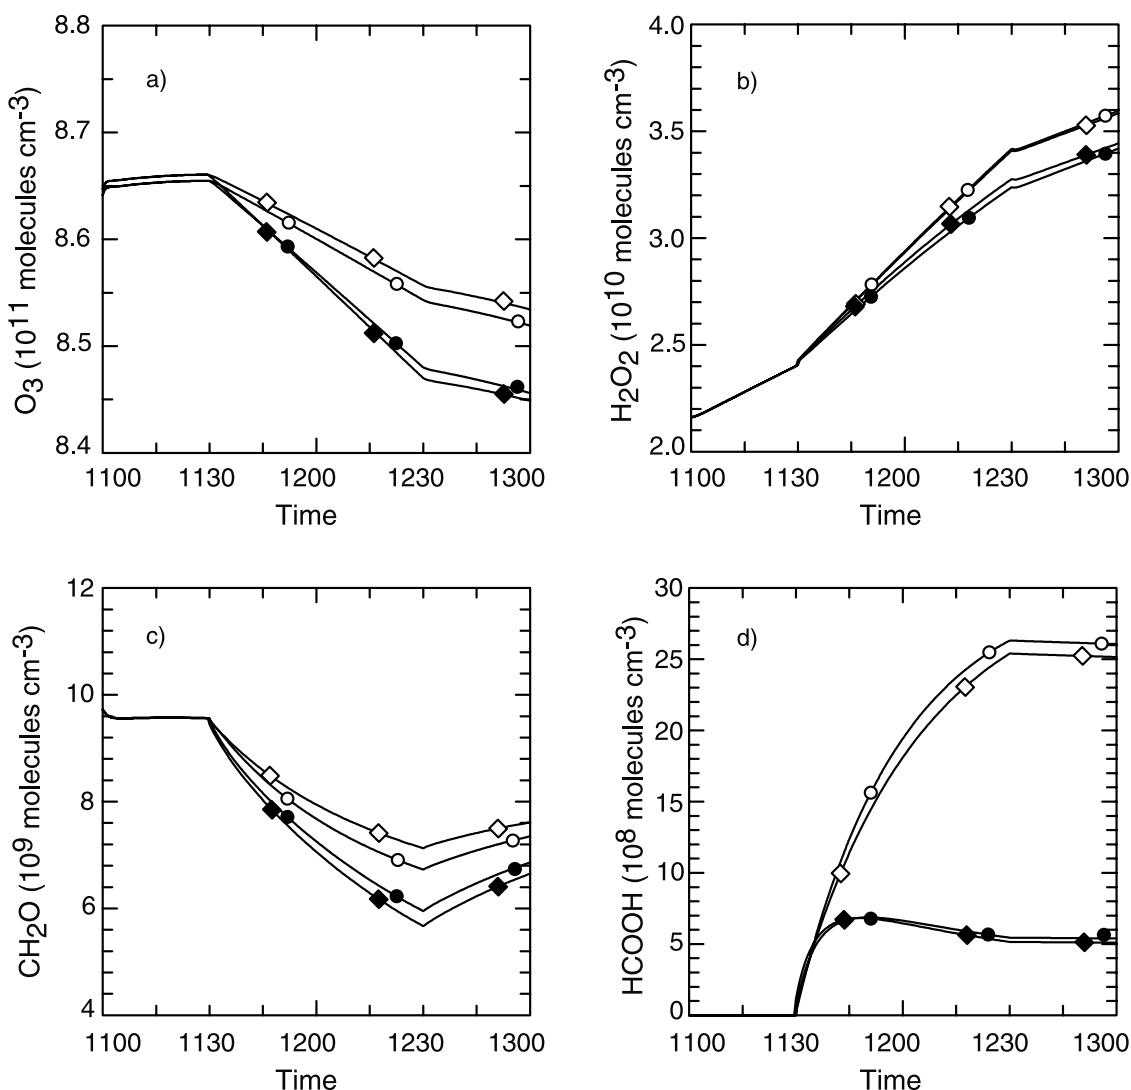 a)
O3 (10^11 molecules cm-3)
8.8
8.7
8.6
8.5
8.4
1100 1130 1200 1230 1300
Time
b)
H2O2 (10^10 molecules cm-3)
4.0
3.5
3.0
2.5
2.0
1100 1130 1200 1230 1300
Time
c)
CH2O (10^9 molecules cm-3)
12
10
8
6
4
1100 1130 1200 1230 1300
Time
d)
HCOOH (10^8 molecules cm-3)
30
25
20
15
10
5
0
1100 1130 1200 1230 1300
Time